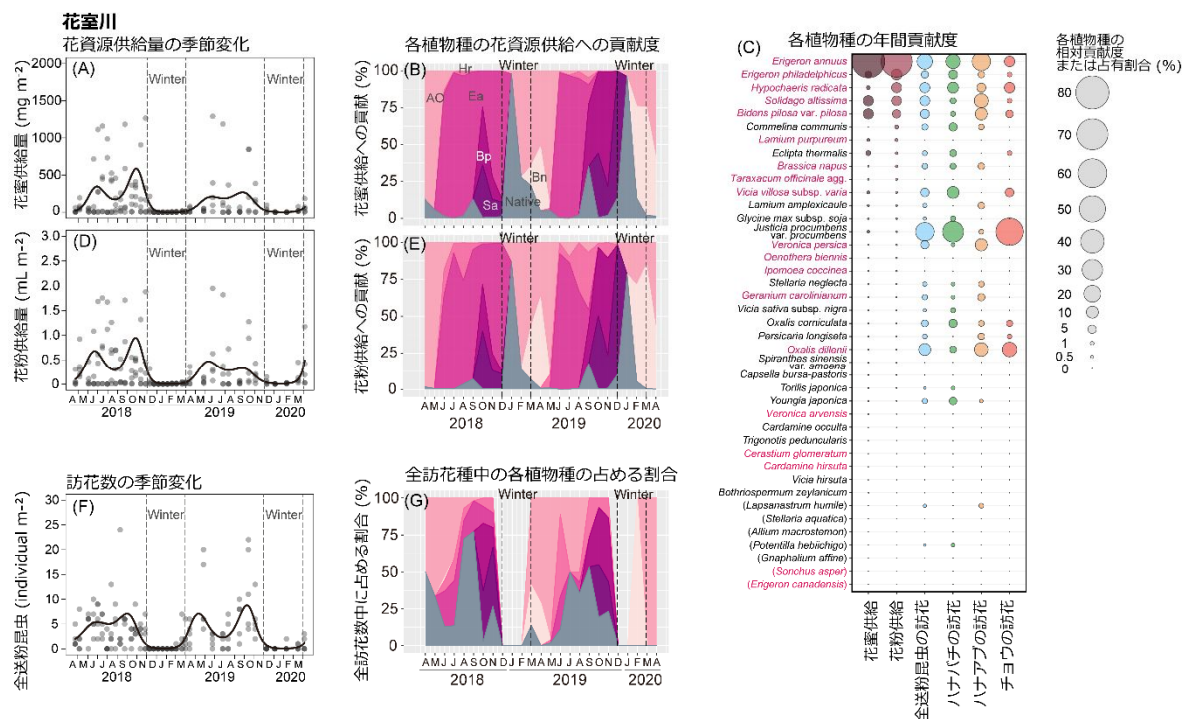 花室川
花資源供給量の季節変化
各植物種の花資源供給への貢献度
(C)
各植物種の年間貢献度
各植物種の
相対貢献度
または占有割合 (%)
(A)
Winter
Winter
花蜜供給量 (mg m⁻²)
2000
1500
1000
500
0
(B)
Winter
Winter
Hr
AO
Ea
Bp
Sa
Bn
Native
花蜜供給への貢献 (%)
100
75
50
25
0
(D)
Winter
Winter
花粉供給量 (mL m⁻²)
3.0
2.5
2.0
1.5
1.0
0.5
0
A M J J A S O N D J F M A M J J A S O N D J F M
2018 2019 2020
(E)
Winter
Winter
花粉供給への貢献 (%)
100
75
50
25
0
A M J J A S O N D J F M A M J J A S O N D J F M A
2018 2019 2020
訪花数の季節変化
(F)
Winter
Winter
全送粉昆虫 (individual m⁻²)
30
25
20
15
10
5
0
A M J J A S O N D J F M A M J J A S O N D J F M
2018 2019 2020
全訪花種中の各植物種の占める割合
(G)
Winter
Winter
全訪花数中に占める割合 (%)
100
75
50
25
0
A M J J A S O N D J F M A M J J A S O N D J F M A
2018 2019 2020
Erigeron annuus
Erigeron philadelphicus
Hypochaeris radicata
Solidago altissima
Bidens pilosa var. pilosa
Commelina communis
Lamium purpureum
Eclipta thermalis
Brassica napus
Taraxacum officinale agg.
Vicia villosa subsp. varia
Lamium amplexicaule
Glycine max subsp. soja
Justicia procumbens
var. procumbens
Veronica persica
Oenothera biennis
Ipomoea coccinea
Stellaria neglecta
Geranium carolinianum
Vicia sativa subsp. nigra
Oxalis corniculata
Persicaria longiseta
Oxalis dillenii
Spiranthes sinensis
var. amoena
Capsella bursa-pastoris
Torilis japonica
Youngia japonica
Veronica arvensis
Cardamine occulta
Trigonotis peduncularis
Cerastium glomeratum
Cardamine hirsuta
Vicia hirsuta
Bothriospermum zeylanicum
(Lapsanastrum humile)
(Stellaria aquatica)
(Allium macrostemon)
(Potentilla hebiichigo)
(Gnaphalium affine)
(Sonchus asper)
(Erigeron canadensis)
花蜜供給
花粉供給
全送粉昆虫の訪花
ハナバチの訪花
ハナアブの訪花
チョウの訪花
80
70
60
50
40
30
20
10
5
1
0.5
0